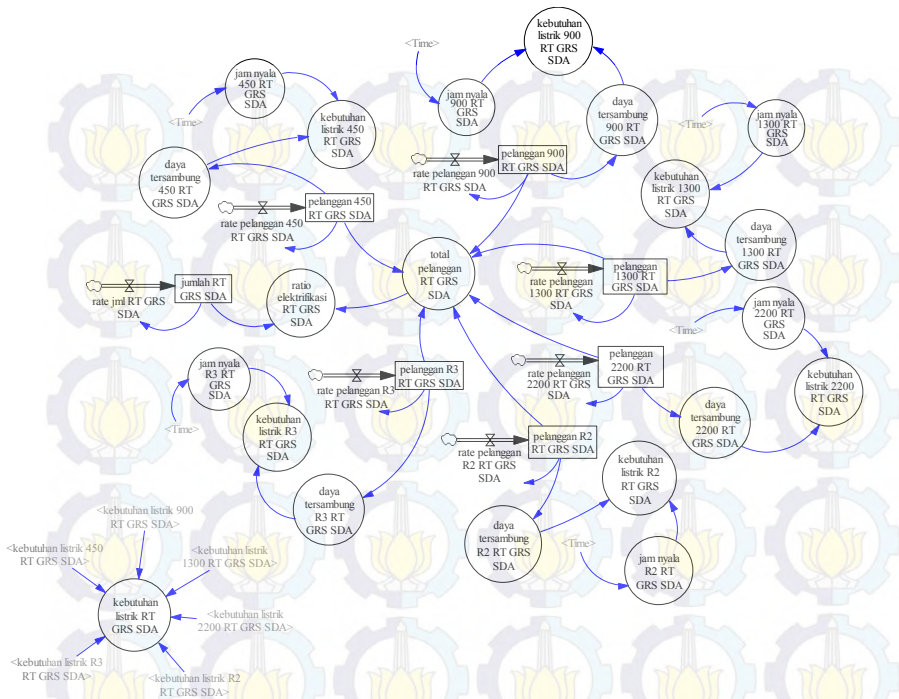 kebutuhan
listrik 900
RT GRS
SDA
<Time>
jam nyala
900 RT
GRS
SDA
daya
tersambung
900 RT
GRS SDA
jam nyala
450 RT
GRS
SDA
<Time>
kebutuhan
listrik 450
RT GRS
SDA
daya
tersambung
450 RT
GRS SDA
<Time>
jam nyala
1300 RT
GRS
SDA
kebutuhan
listrik 1300
RT GRS
SDA
pelanggan 900
RT GRS SDA
rate pelanggan 900
RT GRS SDA
pelanggan 450
RT GRS SDA
rate pelanggan 450
RT GRS SDA
daya
tersambung
1300 RT
GRS SDA
total
pelanggan
RT GRS
SDA
pelanggan
1300 RT
GRS SDA
rate pelanggan
1300 RT GRS
SDA
jumlah RT
GRS SDA
rate jml RT GRS
SDA
ratio
elektrifikasi
RT GRS
SDA
jam nyala
2200 RT
GRS
SDA
<Time>
pelanggan
2200 RT
GRS SDA
rate pelanggan
2200 RT GRS
SDA
kebutuhan
listrik 2200
RT GRS
SDA
daya
tersambung
2200 RT
GRS SDA
jam nyala
R3 RT
GRS
SDA
<Time>
pelanggan R3
RT GRS SDA
rate pelanggan R3
RT GRS SDA
kebutuhan
listrik R3
RT GRS
SDA
daya
tersambung
R3 RT
GRS SDA
pelanggan R2
RT GRS SDA
rate pelanggan
R2 RT GRS
SDA
kebutuhan
listrik R2
RT GRS
SDA
daya
tersambung
R2 RT GRS
SDA
<Time>
jam nyala
R2 RT
GRS SDA
<kebutuhan listrik 900
RT GRS SDA>
<kebutuhan listrik 450
RT GRS SDA>
<kebutuhan listrik
1300 RT GRS SDA>
kebutuhan
listrik RT
GRS SDA
<kebutuhan listrik
2200 RT GRS SDA>
<kebutuhan listrik R3
RT GRS SDA>
<kebutuhan listrik R2
RT GRS SDA>